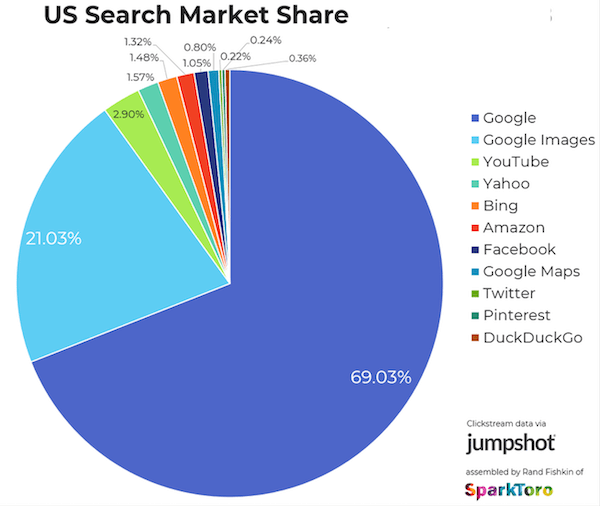 US Search Market Share
1.32%
0.80%
0.24%
1.48%
1.05%
0.22%
0.36%
1.57%
2.90%
21.03%
69.03%
Google
Google Images
YouTube
Yahoo
Bing
Amazon
Facebook
Google Maps
Twitter
Pinterest
DuckDuckGo
Clickstream data via
jumpshot
assembled by Rand Fishkin of
SparkToro